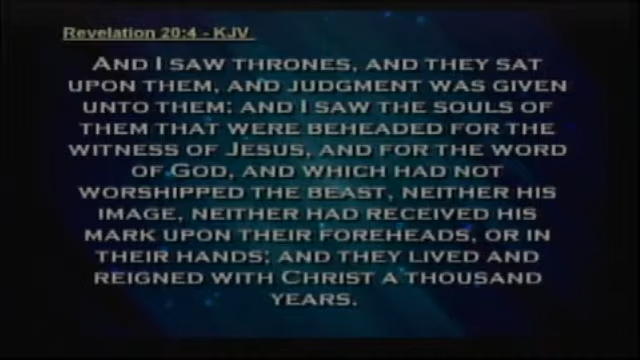 Revelation 20:4 - KJV
AND I SAW THRONES, AND THEY SAT
UPON THEM, AND JUDGMENT WAS GIVEN
UNTO THEM: AND I SAW THE SOULS OF
THEM THAT WERE BEHEADED FOR THE
WITNESS OF JESUS, AND FOR THE WORD
OF GOD, AND WHICH HAD NOT
WORSHIPPED THE BEAST, NEITHER HIS
IMAGE, NEITHER HAD RECEIVED HIS
MARK UPON THEIR FOREHEADS, OR IN
THEIR HANDS; AND THEY LIVED AND
REIGNED WITH CHRIST A THOUSAND
YEARS.